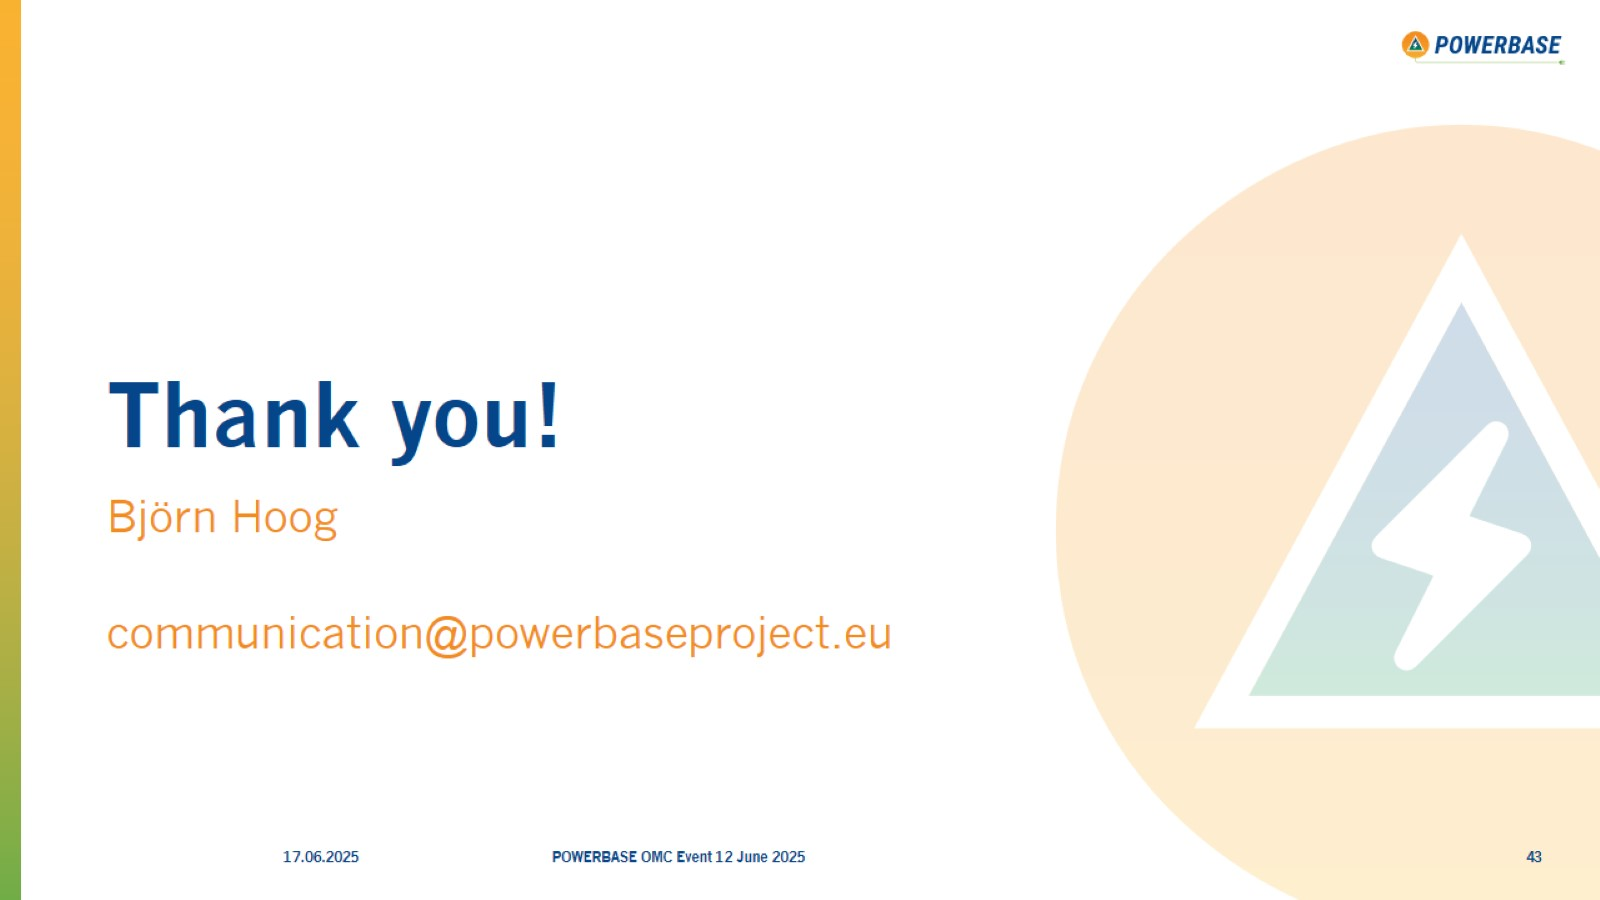 POWERBASE
Thank you!
Björn Hoog
communication@powerbaseproject.eu
17.06.2025
POWERBASE OMC Event 12 June 2025
43